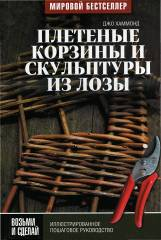 МИРОВОЙ БЕСТСЕЛЛЕР
ДЖО ХАММОНД
ПЛЕТЕНЫЕ
КОРЗИНЫ И
СКУЛЬПТУРЫ
ИЗ ЛОЗЫ
ВОЗЬМИ
И СДЕЛАЙ
ИЛЛЮСТРИРОВАННОЕ
ПОШАГОВОЕ РУКОВОДСТВО